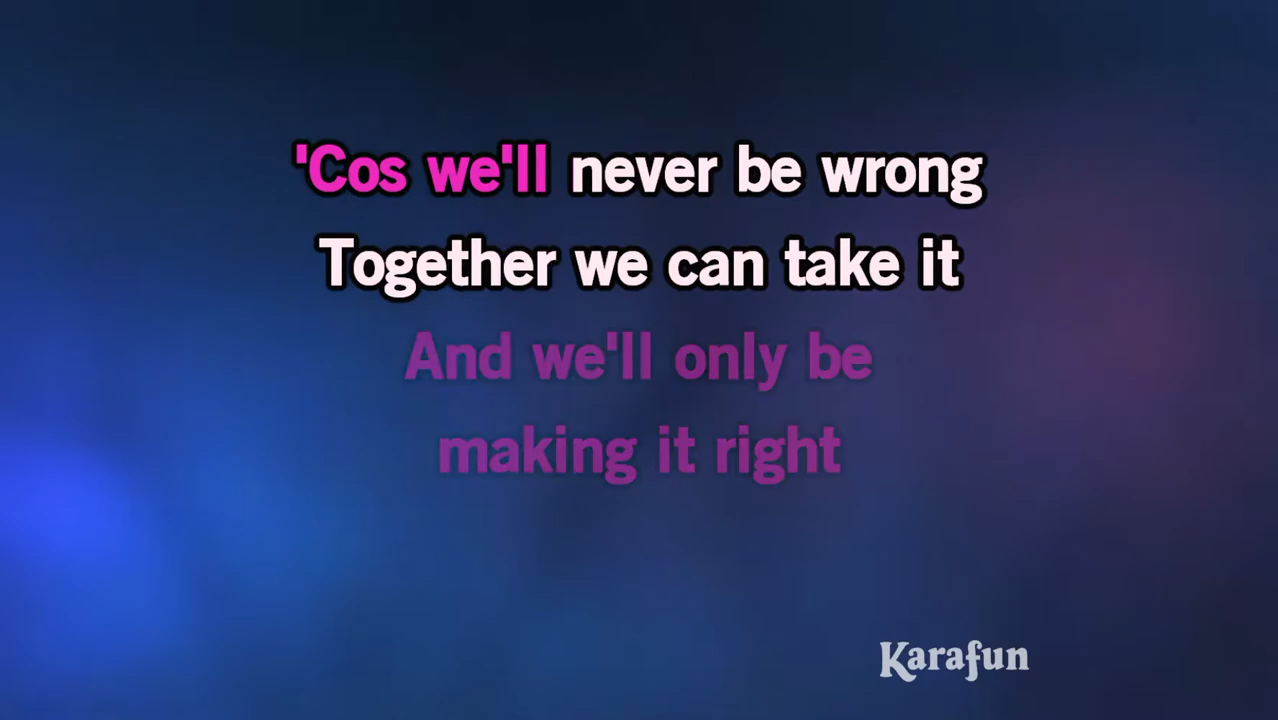 'Cos we'll never be wrong
Together we can take it
And we'll only be
making it right
Karafun